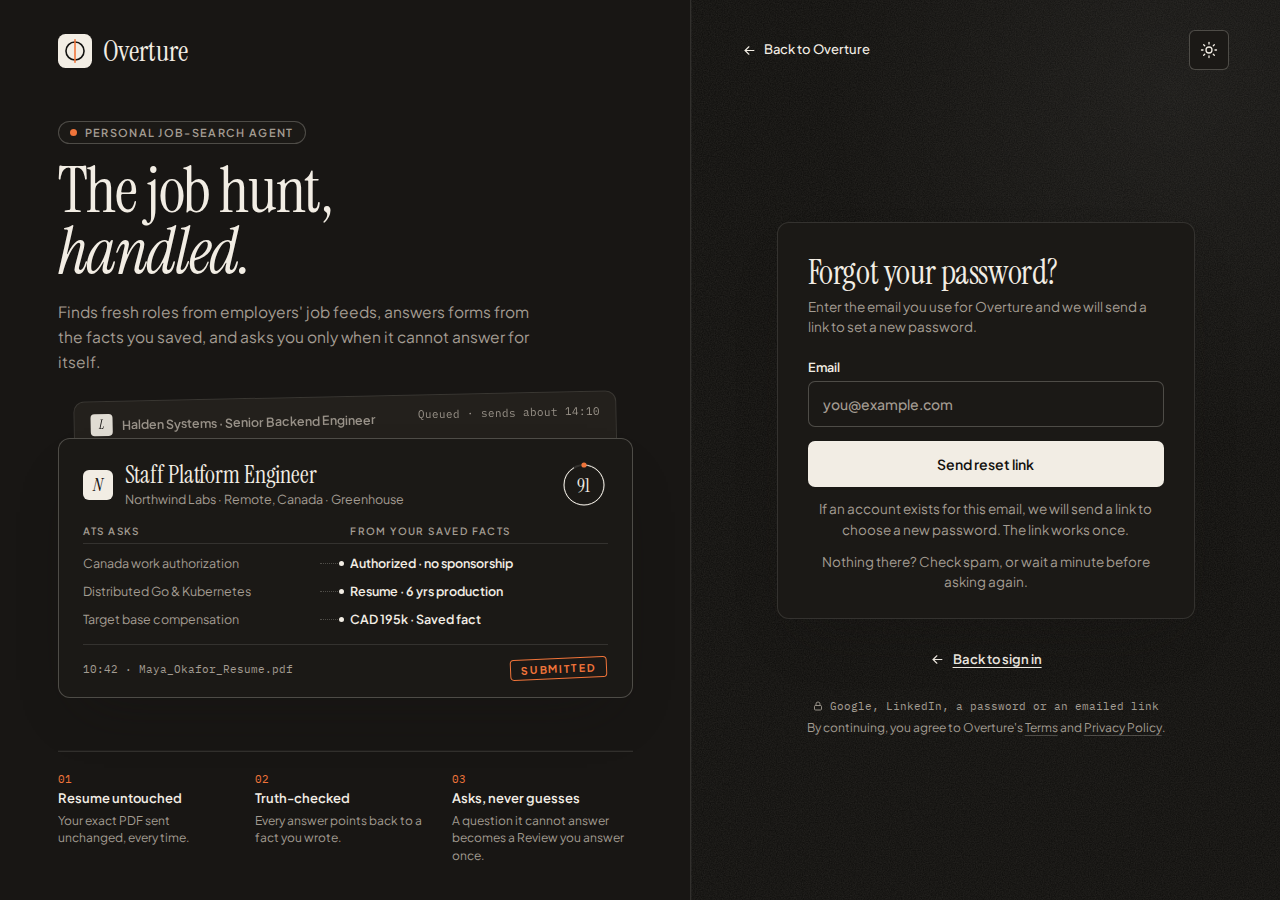 Overture
PERSONAL JOB-SEARCH AGENT
The job hunt,
handled.
Finds fresh roles from employers' job feeds, answers forms from
the facts you saved, and asks you only when it cannot answer for
itself.
L Halden Systems · Senior Backend Engineer Queued · sends about 14:10
N Staff Platform Engineer 91
Northwind Labs · Remote, Canada · Greenhouse
ATS ASKS FROM YOUR SAVED FACTS
Canada work authorization Authorized · no sponsorship
Distributed Go & Kubernetes Resume · 6 yrs production
Target base compensation CAD 195k · Saved fact
10:42 · Maya_Okafor_Resume.pdf SUBMITTED
01
Resume untouched
Your exact PDF sent
unchanged, every time.
02
Truth-checked
Every answer points back to a
fact you wrote.
03
Asks, never guesses
A question it cannot answer
becomes a Review you answer
once.
← Back to Overture
Forgot your password?
Enter the email you use for Overture and we will send a
link to set a new password.
Email
you@example.com
Send reset link
If an account exists for this email, we will send a link to
choose a new password. The link works once.
Nothing there? Check spam, or wait a minute before
asking again.
← Back to sign in
Google, LinkedIn, a password or an emailed link
By continuing, you agree to Overture's Terms and Privacy Policy.